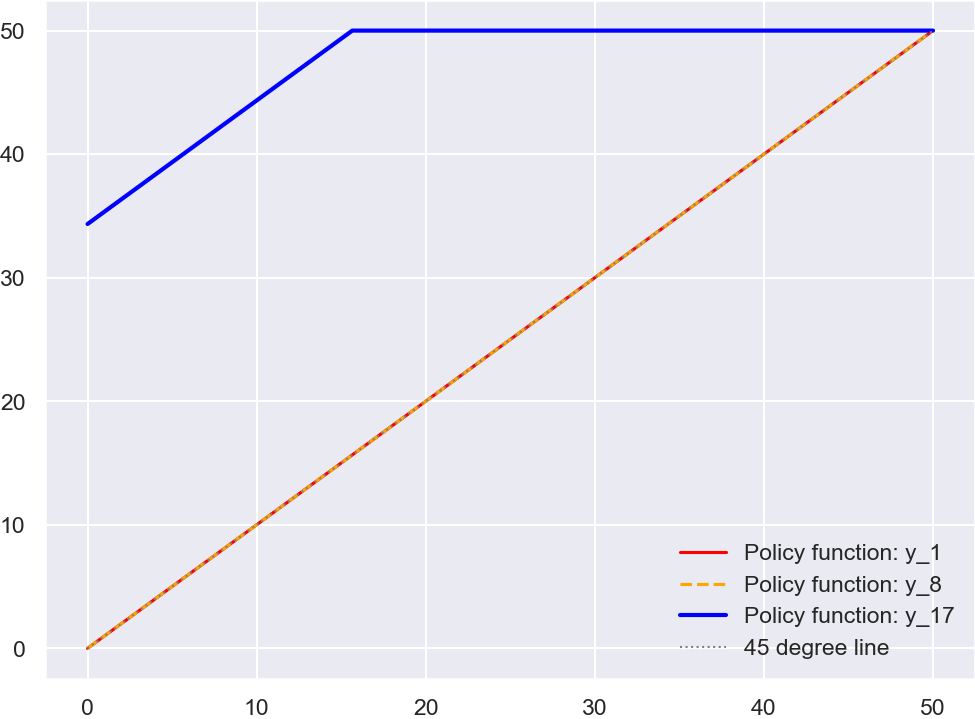 50
40
30
20
10
0
Policy function: y_1
Policy function: y_8
Policy function: y_17
45 degree line
0 10 20 30 40 50